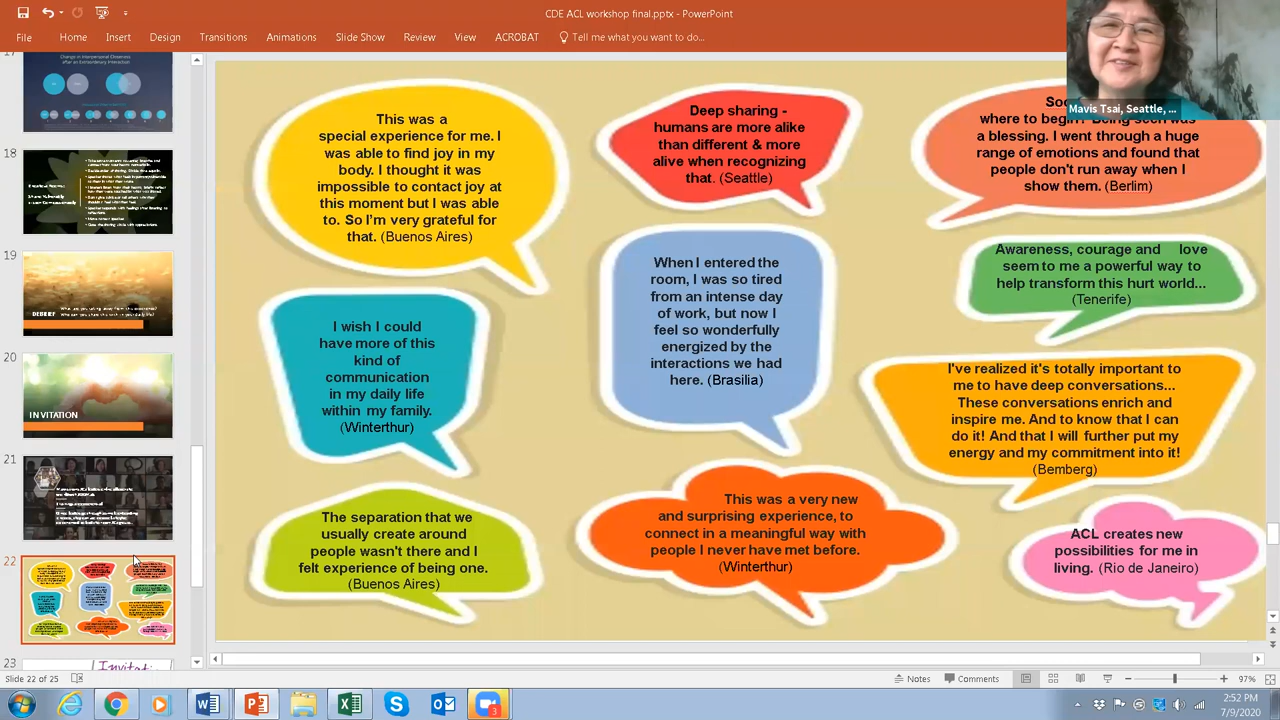 CDE ACL workshop final.pptx - PowerPoint
File
Home
Insert
Design
Transitions
Animations
Slide Show
Review
View
ACROBAT
Tell me what you want to do...
Mavis Tsai, Seattle, ...
17
Change in Interpersonal Closeness
after an Extraordinary Interaction
18
19
DEBRIEF
20
INVITATION
21
22
23
This was a
special experience for me. I
was able to find joy in my
body. I thought it was
impossible to contact joy at
this moment but I was able
to. So I'm very grateful for
that. (Buenos Aires)
Deep sharing -
humans are more alike
than different & more
alive when recognizing
that. (Seattle)
where to begin?
a blessing. I went through a huge
range of emotions and found that
people don't run away when I
show them. (Berlim)
When I entered the
room, I was so tired
from an intense day
of work, but now I
feel so wonderfully
energized by the
interactions we had
here. (Brasilia)
Awareness, courage and love
seem to me a powerful way to
help transform this hurt world...
(Tenerife)
I wish I could
have more of this
kind of
communication
in my daily life
within my family.
(Winterthur)
I've realized it's totally important to
me to have deep conversations...
These conversations enrich and
inspire me. And to know that I can
do it! And that I will further put my
energy and my commitment into it!
(Bemberg)
The separation that we
usually create around
people wasn't there and I
felt experience of being one.
(Buenos Aires)
This was a very new
and surprising experience, to
connect in a meaningful way with
people I never have met before.
(Winterthur)
ACL creates new
possibilities for me in
living. (Rio de Janeiro)
Slide 22 of 25
Notes
Comments
97%
3
2:52 PM
7/9/2020